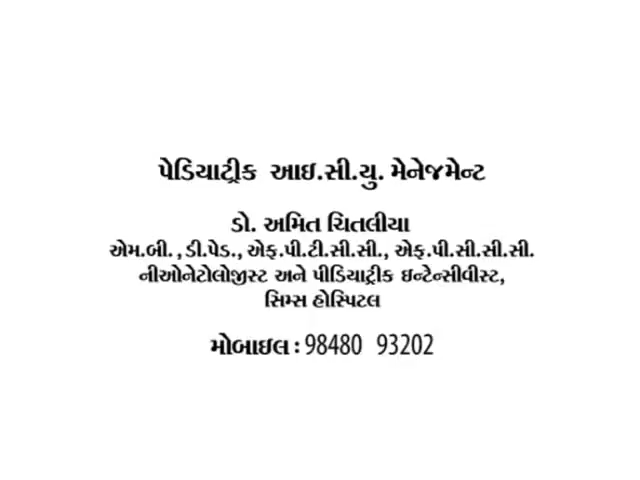 પેડિયાટ્રીક આઇ.સી.યુ. મેનેજમેન્ટ
ડો. અમિત ચિતલીયા
એમ.બી. , ડી.પેડ., એફ.પી.ટી.સી.સી., એફ.પી.સી.સી.સી.
નીઓનેટોલોજીસ્ટ અને પીડિયાટ્રીક ઇન્ટેન્સીવીસ્ટ,
સિમ્સ હોસ્પિટલ
મોબાઇલ : 98480 93202